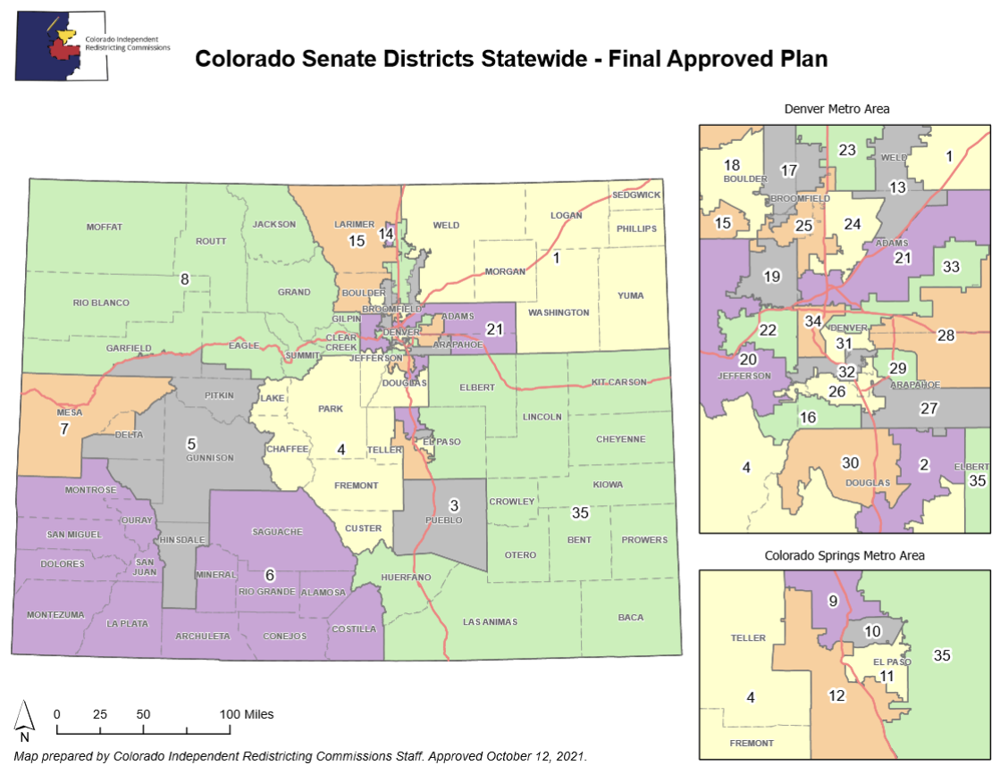 Colorado Independent
Redistricting Commissions
Colorado Senate Districts Statewide - Final Approved Plan
Denver Metro Area
23
1
18
17
WELD
BOULDER
13
BROOMFIELD
15
25
24
ADAMS
21
33
19
34
DENVER
22
31
28
20
29
32
JEFFERSON
ARAPAHOE
26
27
16
4
30
2
ELBERT
DOUGLAS
35
SEDGWICK
LOGAN
MOFFAT
JACKSON
LARIMER
WELD
PHILLIPS
14
ROUTT
15
1
MORGAN
8
GRAND
BOULDER
YUMA
RIO BLANCO
BROOMFIELD
WASHINGTON
GILPIN
ADAMS
21
DENVER
CLEAR
CREEK
ARAPAHOE
GARFIELD
EAGLE
SUMMIT
JEFFERSON
DOUGLAS
KIT CARSON
ELBERT
PITKIN
LAKE
PARK
MESA
LINCOLN
7
DELTA
5
EL PASO
CHEYENNE
GUNNISON
CHAFFEE
4
TELLER
FREMONT
KIOWA
MONTROSE
CROWLEY
3
35
OURAY
PUEBLO
SAN MIGUEL
SAGUACHE
CUSTER
HINSDALE
BENT
PROWERS
OTERO
DOLORES
SAN
JUAN
MINERAL
6
HUERFANO
RIO GRANDE
ALAMOSA
MONTEZUMA
LA PLATA
BACA
LAS ANIMAS
COSTILLA
ARCHULETA
CONEJOS
Colorado Springs Metro Area
9
10
TELLER
35
EL PASO
11
4
12
FREMONT
N
0
25
50
100 Miles
Map prepared by Colorado Independent Redistricting Commissions Staff. Approved October 12, 2021.